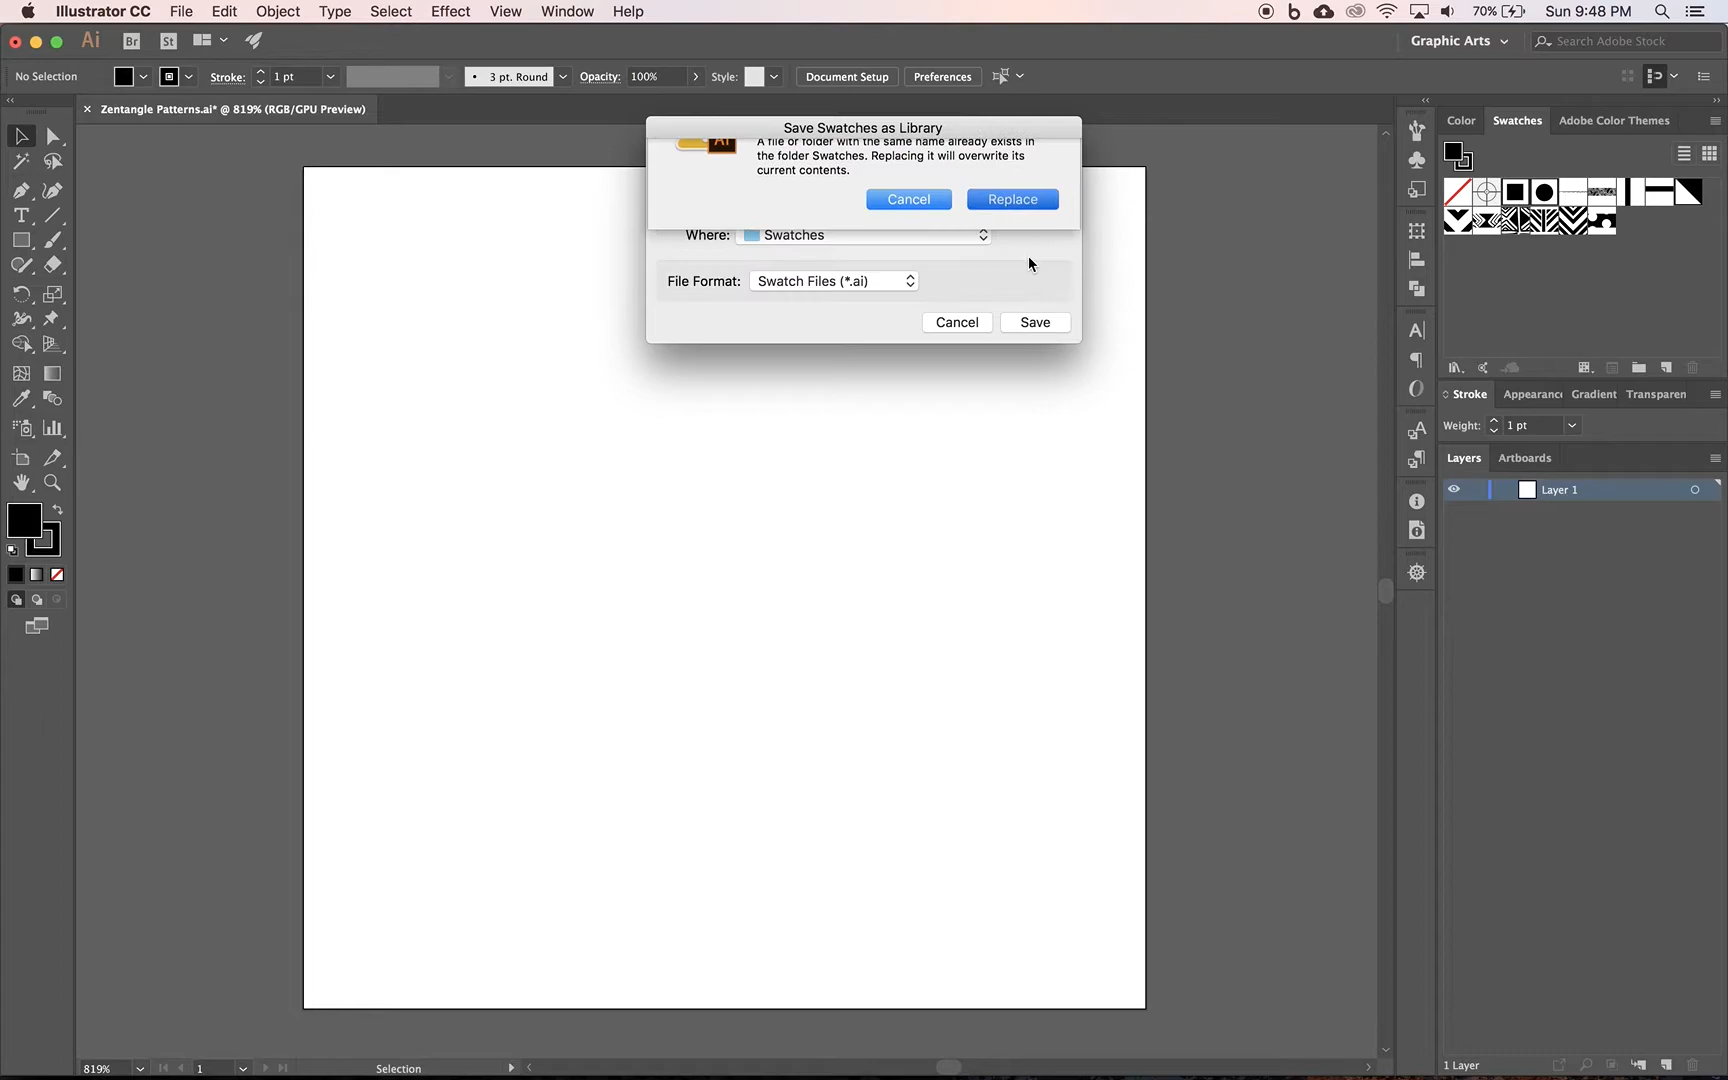 Illustrator CC File Edit Object Type Select Effect View Window Help
70% Sun 9:48 PM
Ai Br St
Graphic Arts Search Adobe Stock
No Selection Stroke: 1 pt 3 pt. Round Opacity: 100% Style: Document Setup Preferences
Zentangle Patterns.ai* @ 819% (RGB/GPU Preview)
Save Swatches as Library
Ai
A file or folder with the same name already exists in
the folder Swatches. Replacing it will overwrite its
current contents.
Cancel Replace
Where: Swatches
File Format: Swatch Files (*.ai)
Cancel Save
Color Swatches Adobe Color Themes
Stroke Appearanc Gradient Transparen
Weight: 1 pt
Layers Artboards
Layer 1
819% 1 Selection
1 Layer